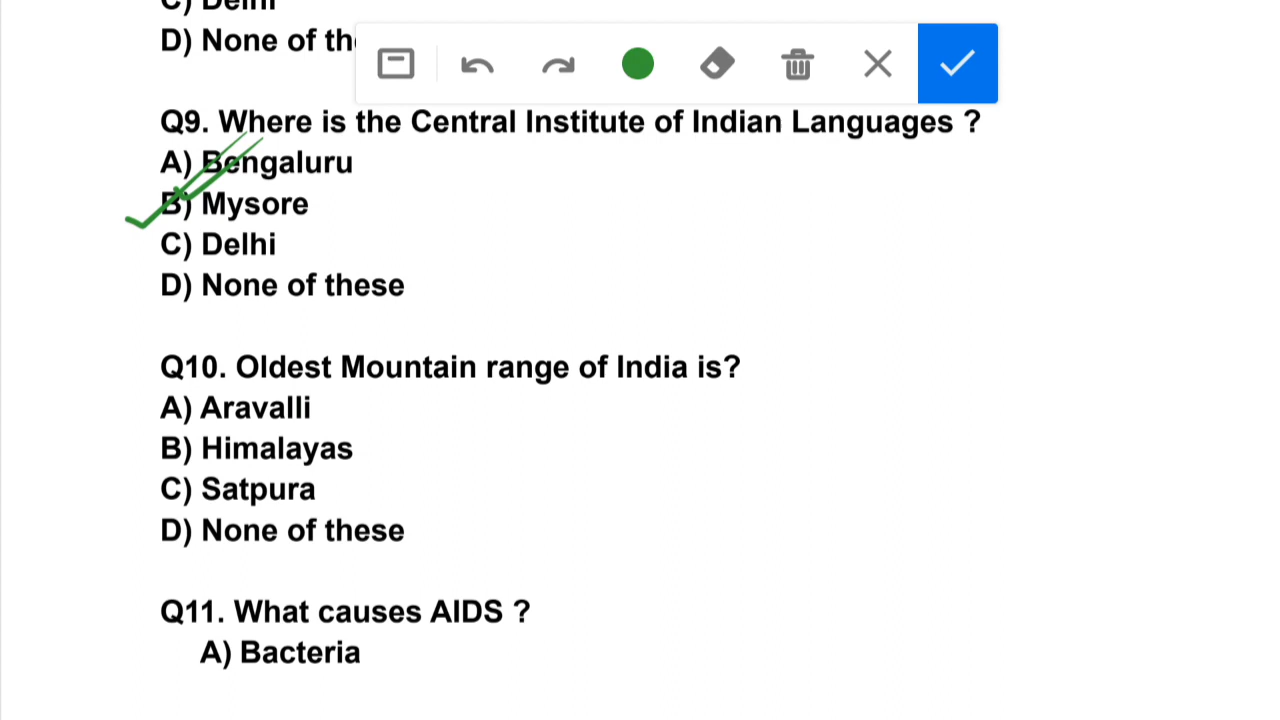 C) Delhi
D) None of th
Q9. Where is the Central Institute of Indian Languages ?
A) Bengaluru
B) Mysore
C) Delhi
D) None of these
Q10. Oldest Mountain range of India is?
A) Aravalli
B) Himalayas
C) Satpura
D) None of these
Q11. What causes AIDS ?
A) Bacteria